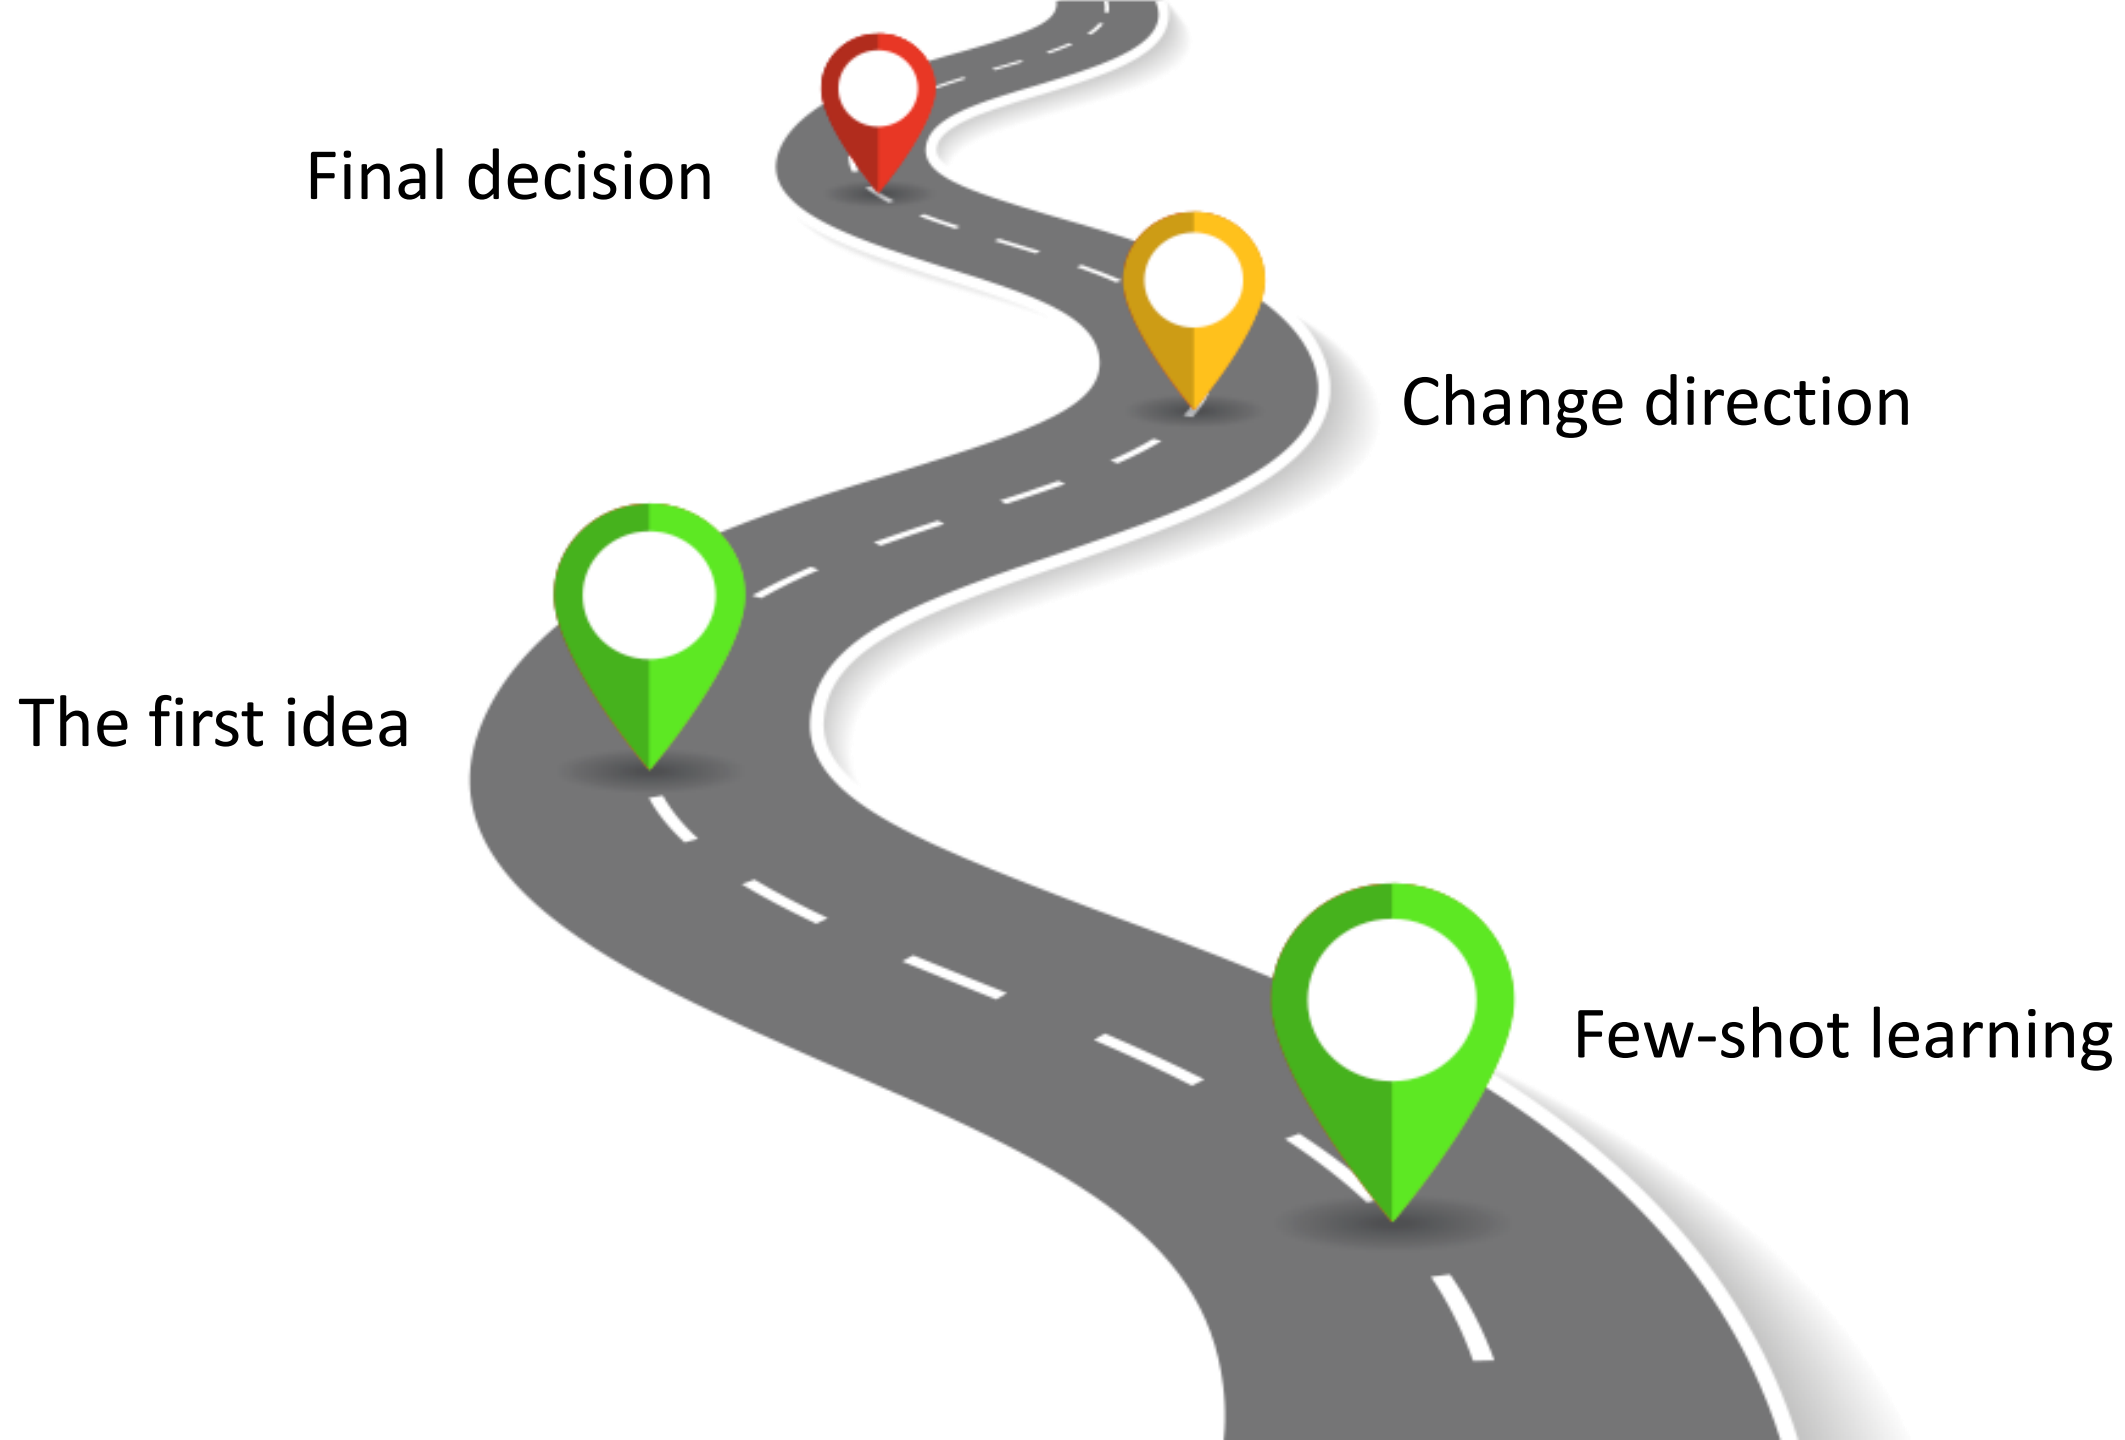 Final decision
Change direction
The first idea
Few-shot learning